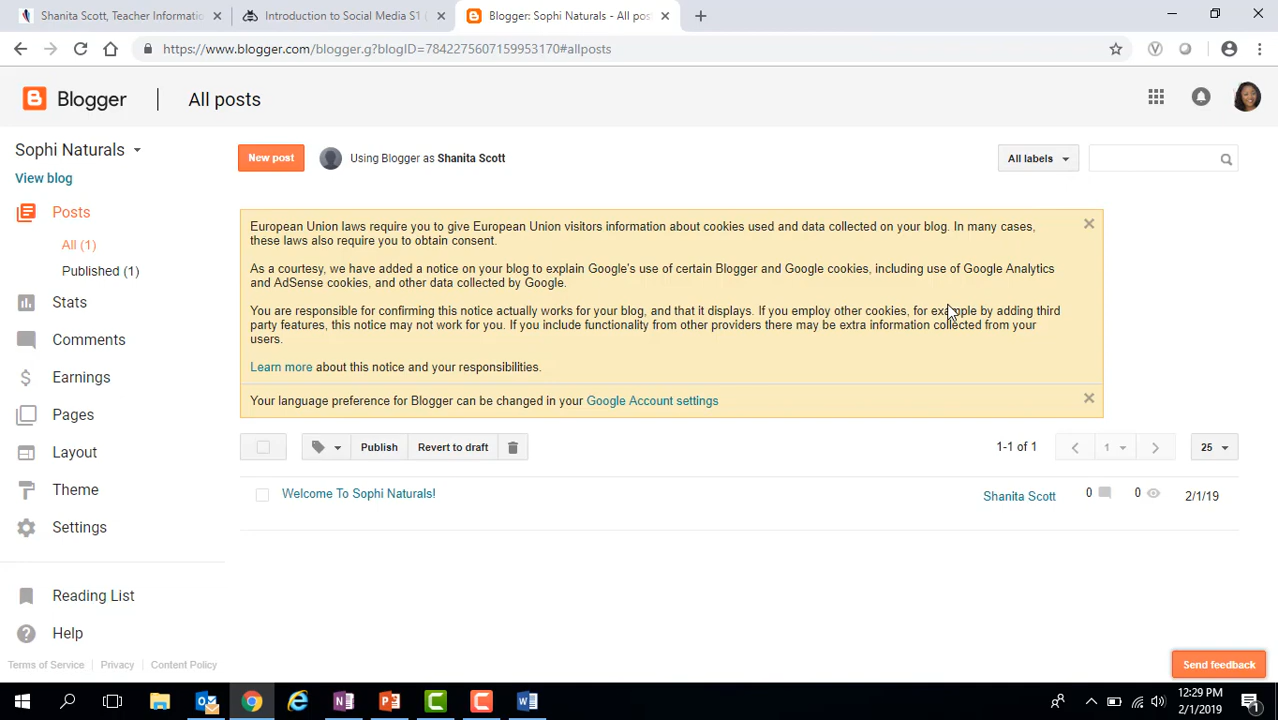 Shanita Scott, Teacher Informatio
Introduction to Social Media S1 (
Blogger: Sophi Naturals - All pos
https://www.blogger.com/blogger.g?blogID=7842275607159953170#allposts
Blogger
All posts
Sophi Naturals
View blog
New post
Using Blogger as Shanita Scott
All labels
Posts
All (1)
Published (1)
Stats
Comments
Earnings
Pages
Layout
Theme
Settings
Reading List
Help
Terms of Service
Privacy
Content Policy
European Union laws require you to give European Union visitors information about cookies used and data collected on your blog. In many cases,
these laws also require you to obtain consent.
As a courtesy, we have added a notice on your blog to explain Google's use of certain Blogger and Google cookies, including use of Google Analytics
and AdSense cookies, and other data collected by Google.
You are responsible for confirming this notice actually works for your blog, and that it displays. If you employ other cookies, for example by adding third
party features, this notice may not work for you. If you include functionality from other providers there may be extra information collected from your
users.
Learn more about this notice and your responsibilities.
Your language preference for Blogger can be changed in your Google Account settings
Publish
Revert to draft
1-1 of 1
1
25
Welcome To Sophi Naturals!
Shanita Scott
0
0
2/1/19
Send feedback
12:29 PM
2/1/2019
1